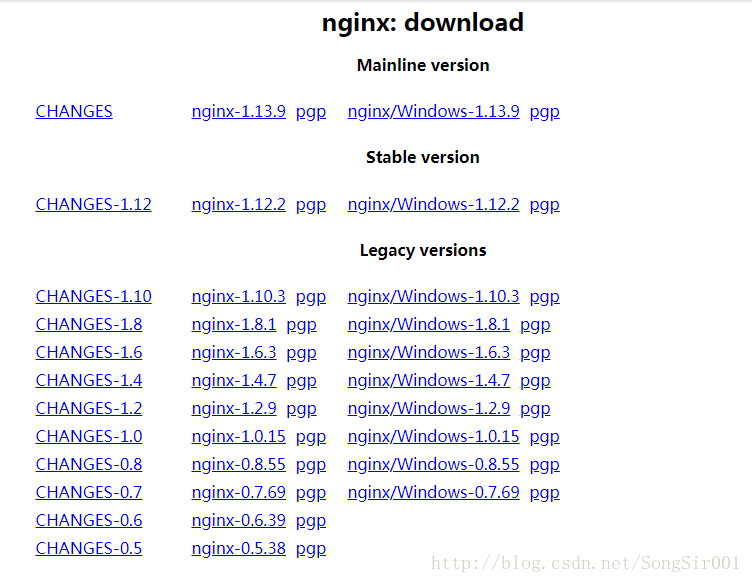 nginx: download
Mainline version
CHANGES nginx-1.13.9 pgp nginx/Windows-1.13.9 pgp
Stable version
CHANGES-1.12 nginx-1.12.2 pgp nginx/Windows-1.12.2 pgp
Legacy versions
CHANGES-1.10 nginx-1.10.3 pgp nginx/Windows-1.10.3 pgp
CHANGES-1.8 nginx-1.8.1 pgp nginx/Windows-1.8.1 pgp
CHANGES-1.6 nginx-1.6.3 pgp nginx/Windows-1.6.3 pgp
CHANGES-1.4 nginx-1.4.7 pgp nginx/Windows-1.4.7 pgp
CHANGES-1.2 nginx-1.2.9 pgp nginx/Windows-1.2.9 pgp
CHANGES-1.0 nginx-1.0.15 pgp nginx/Windows-1.0.15 pgp
CHANGES-0.8 nginx-0.8.55 pgp nginx/Windows-0.8.55 pgp
CHANGES-0.7 nginx-0.7.69 pgp nginx/Windows-0.7.69 pgp
CHANGES-0.6 nginx-0.6.39 pgp
CHANGES-0.5 nginx-0.5.38 pgp
http://blog.csdn.net/SongSir001